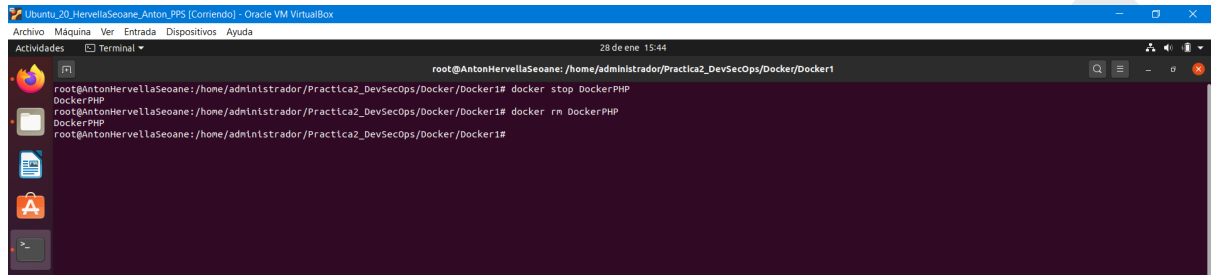 Ubuntu_20_HervellaSeoane_Anton_PPS [Corriendo] - Oracle VM VirtualBox
Archivo Máquina Ver Entrada Dispositivos Ayuda
Actividades Terminal 28 de ene 15:44
root@AntonHervellaSeoane: /home/administrador/Practica2_DevSecOps/Docker/Docker1
root@AntonHervellaSeoane:/home/administrador/Practica2_DevSecOps/Docker/Docker1# docker stop DockerPHP
DockerPHP
root@AntonHervellaSeoane:/home/administrador/Practica2_DevSecOps/Docker/Docker1# docker rm DockerPHP
DockerPHP
root@AntonHervellaSeoane:/home/administrador/Practica2_DevSecOps/Docker/Docker1#